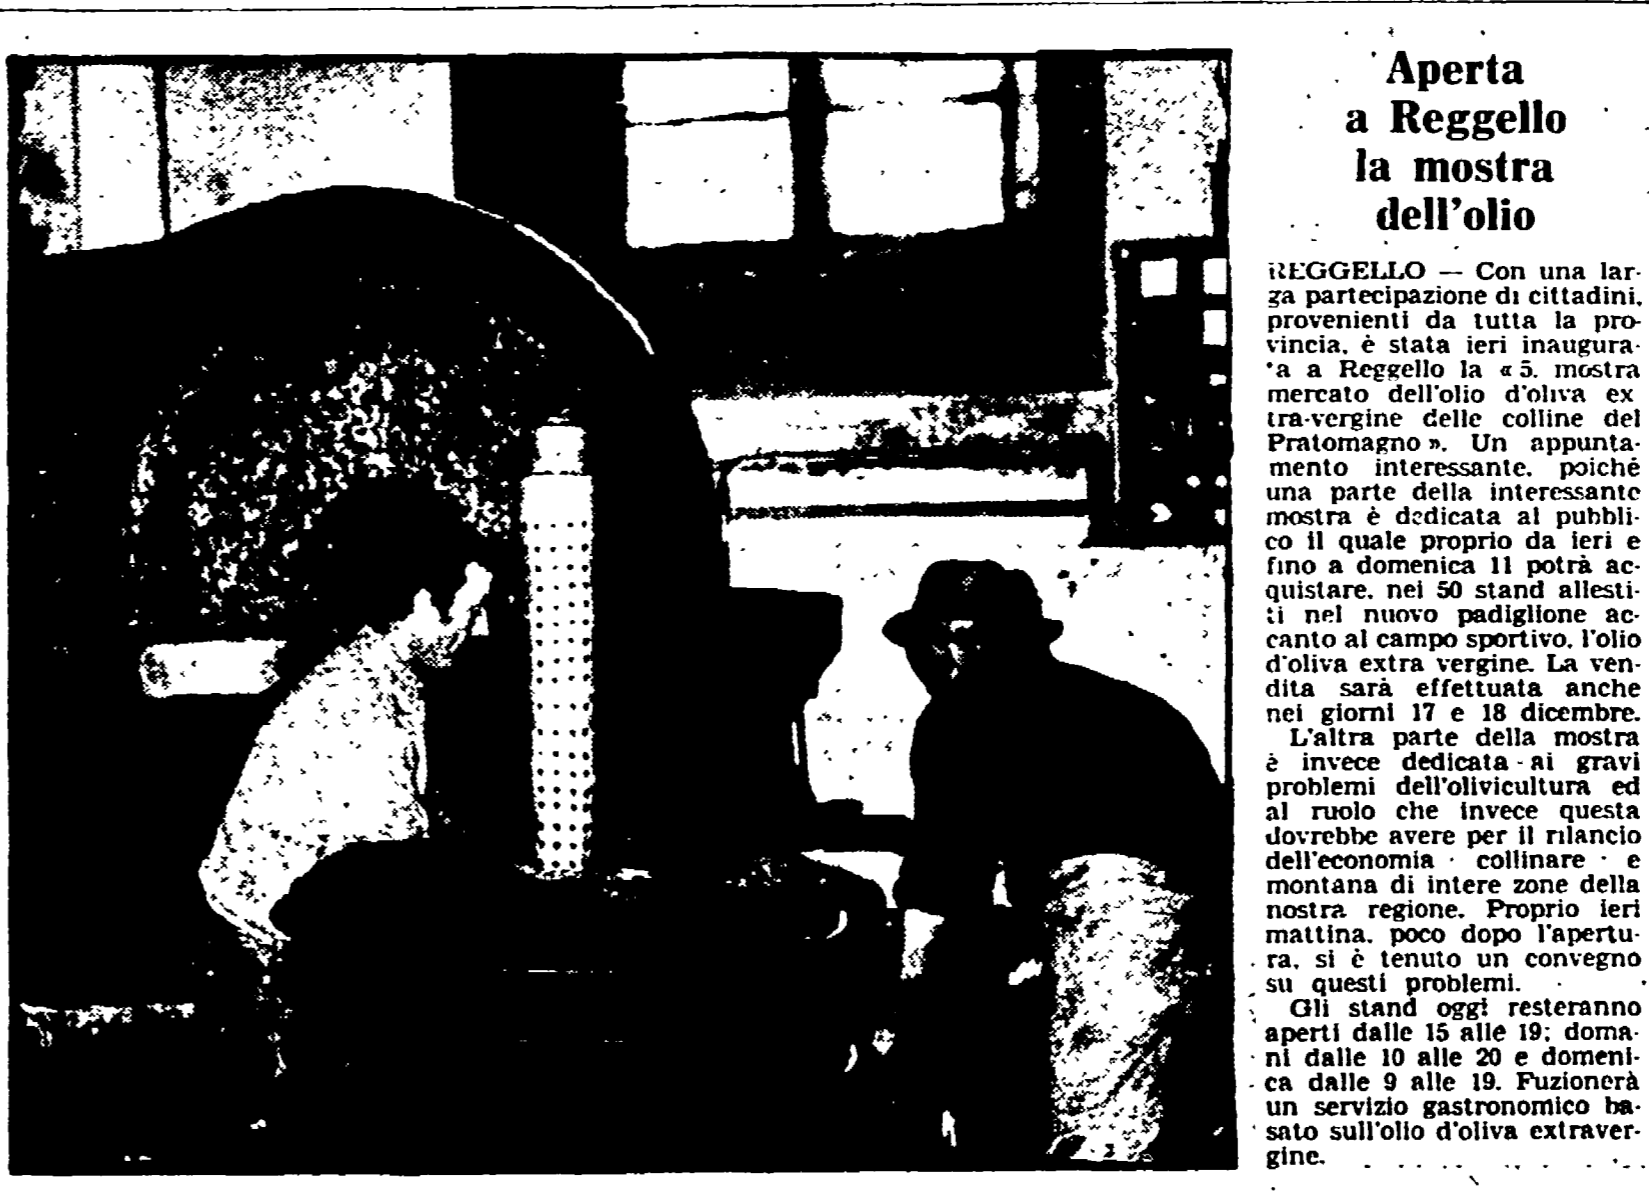 Aperta
a Reggello
la mostra
dell'olio
REGGELLO — Con una lar-
ga partecipazione di cittadini,
provenienti da tutta la pro-
vincia, è stata ieri inaugura-
ta a Reggello la « 5. mostra
mercato dell'olio d'oliva ex
tra-vergine delle colline del
Pratomagno ». Un appunta-
mento interessante, poiché
una parte della interessante
mostra è dedicata al pubbli-
co il quale proprio da ieri e
fino a domenica 11 potrà ac-
quistare, nei 50 stand allesti-
ti nel nuovo padiglione ac-
canto al campo sportivo, l'olio
d'oliva extra vergine. La ven-
dita sarà effettuata anche
nei giorni 17 e 18 dicembre.
L'altra parte della mostra
è invece dedicata ai gravi
problemi dell'olivicultura ed
al ruolo che invece questa
dovrebbe avere per il rilancio
dell'economia collinare e
montana di intere zone della
nostra regione. Proprio ieri
mattina, poco dopo l'apertu-
ra, si è tenuto un convegno
su questi problemi.
Gli stand oggi resteranno
aperti dalle 15 alle 19; doma-
ni dalle 10 alle 20 e domeni-
ca dalle 9 alle 19. Fuzionerà
un servizio gastronomico ba-
sato sull'olio d'oliva extraver-
gine.